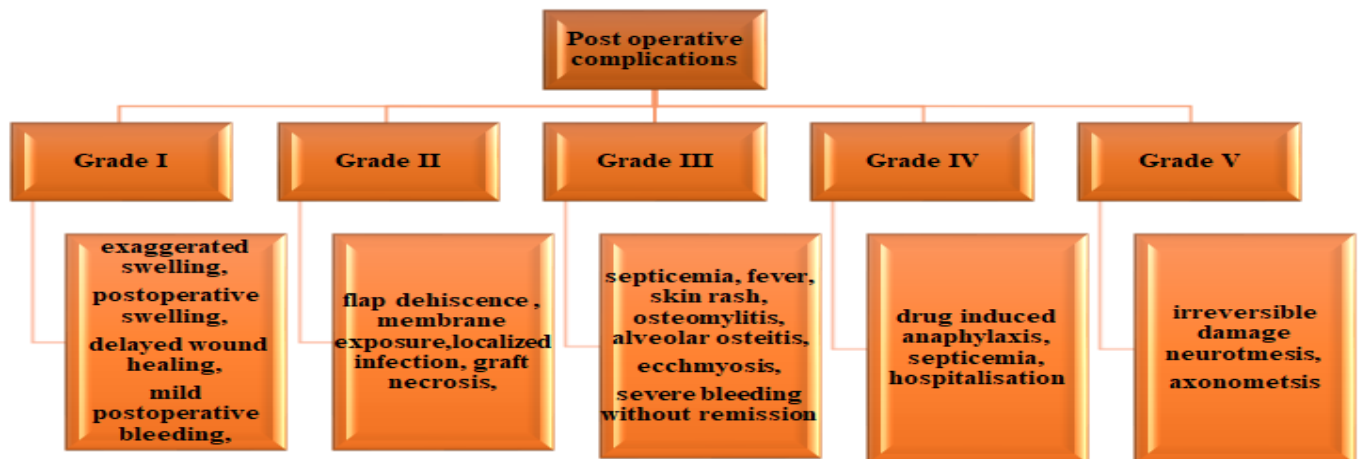 Post operative
complications
Grade I
Grade II
Grade III
Grade IV
Grade V
exaggerated
swelling,
postoperative
swelling,
delayed wound
healing,
mild
postoperative
bleeding,
flap dehiscence ,
membrane
exposure,localized
infection, graft
necrosis,
septicemia, fever,
skin rash,
osteomylitis,
alveolar osteitis,
ecchmyosis,
severe bleeding
without remission
drug induced
anaphylaxis,
septicemia,
hospitalisation
irreversible
damage
neurotmesis,
axonometsis